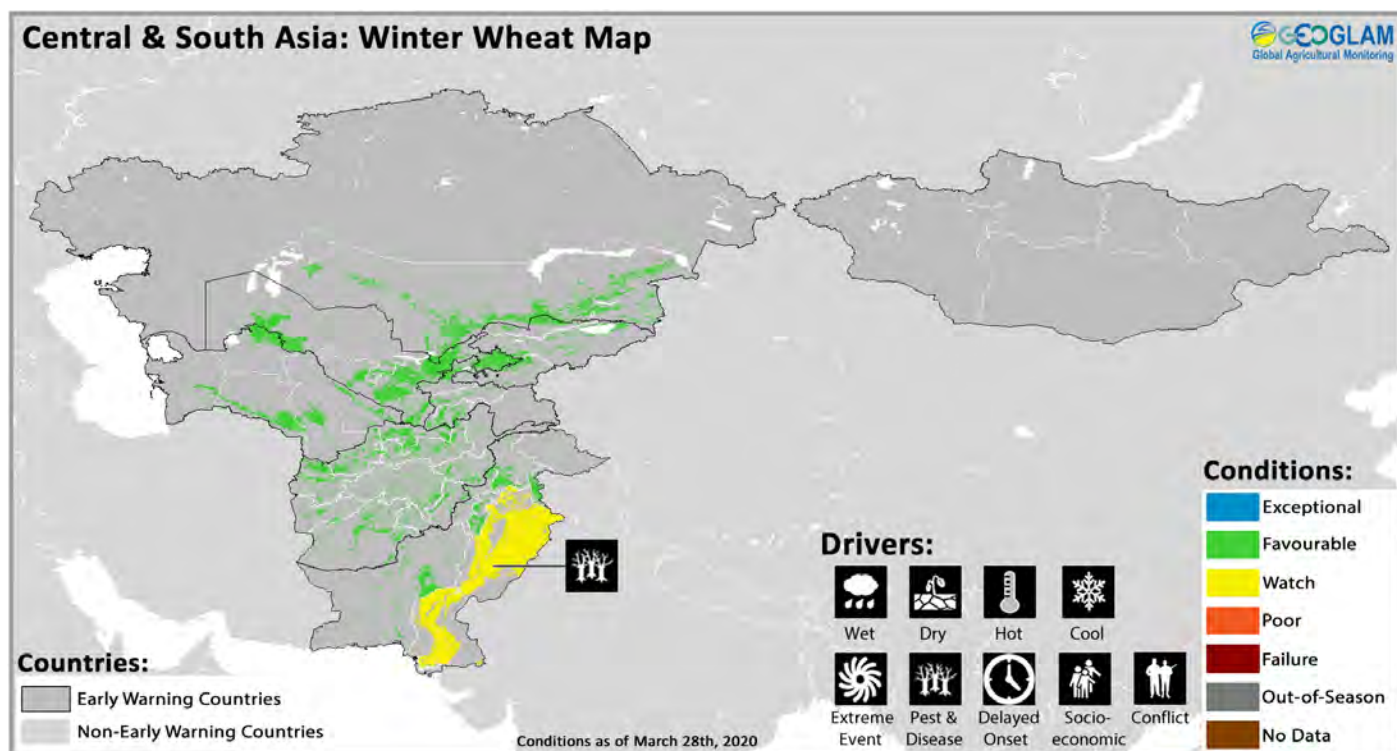 Central & South Asia: Winter Wheat Map
GEOGLAM
Global Agricultural Monitoring
Conditions:
Exceptional
Favourable
Watch
Poor
Failure
Out-of-Season
No Data
Drivers:
Wet
Dry
Hot
Cool
Extreme
Event
Pest &
Disease
Delayed
Onset
Socio-
economic
Conflict
Countries:
Early Warning Countries
Non-Early Warning Countries
Conditions as of March 28th, 2020